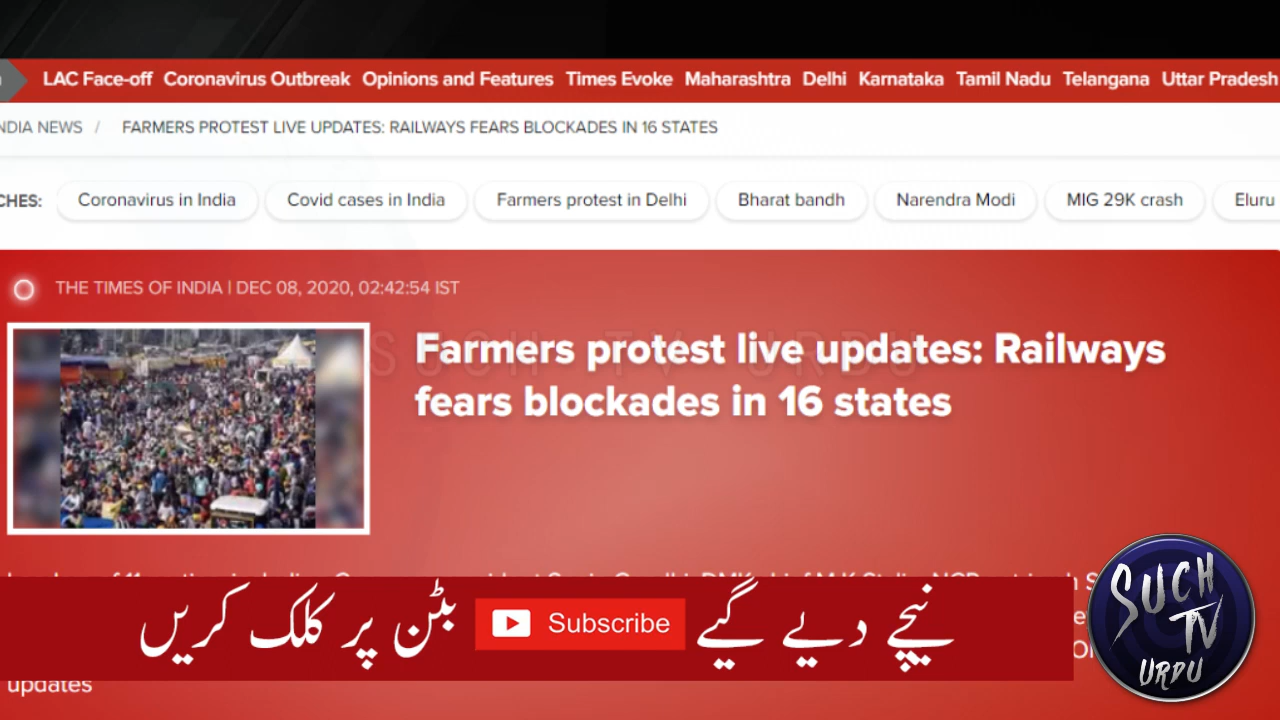 LAC Face-off Coronavirus Outbreak Opinions and Features Times Evoke Maharashtra Delhi Karnataka Tamil Nadu Telangana Uttar Pradesh
NDIA NEWS / FARMERS PROTEST LIVE UPDATES: RAILWAYS FEARS BLOCKADES IN 16 STATES
CHES: Coronavirus in India Covid cases in India Farmers protest in Delhi Bharat bandh Narendra Modi MIG 29K crash Eluru
THE TIMES OF INDIA | DEC 08, 2020, 02:42:54 IST
SUCH TV URDU
Farmers protest live updates: Railways
fears blockades in 16 states
نیچے دیے گیے Subscribe بٹن پر کلک کریں
updates
SUCH
TV
URDU